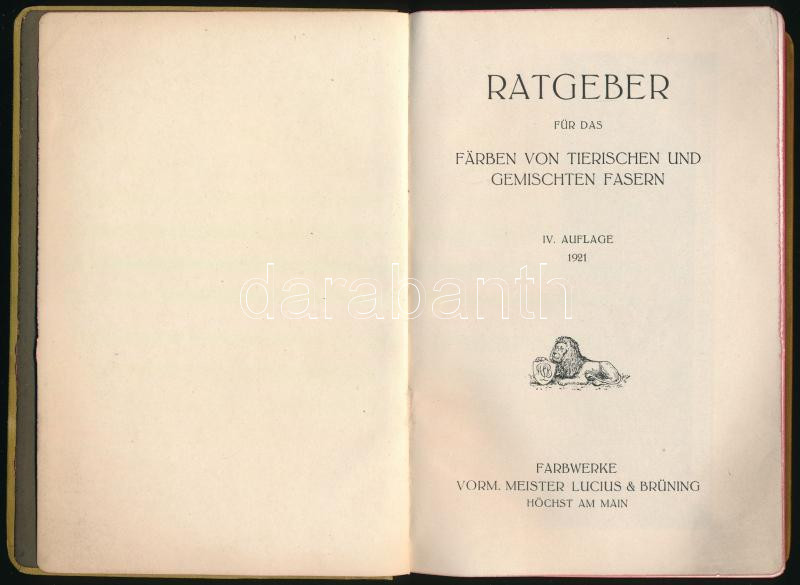 RATGEBER
FÜR DAS
FÄRBEN VON TIERISCHEN UND
GEMISCHTEN FASERN
IV. AUFLAGE
1921
darabanth
FARBWERKE
VORM. MEISTER LUCIUS & BRÜNING
HÖCHST AM MAIN